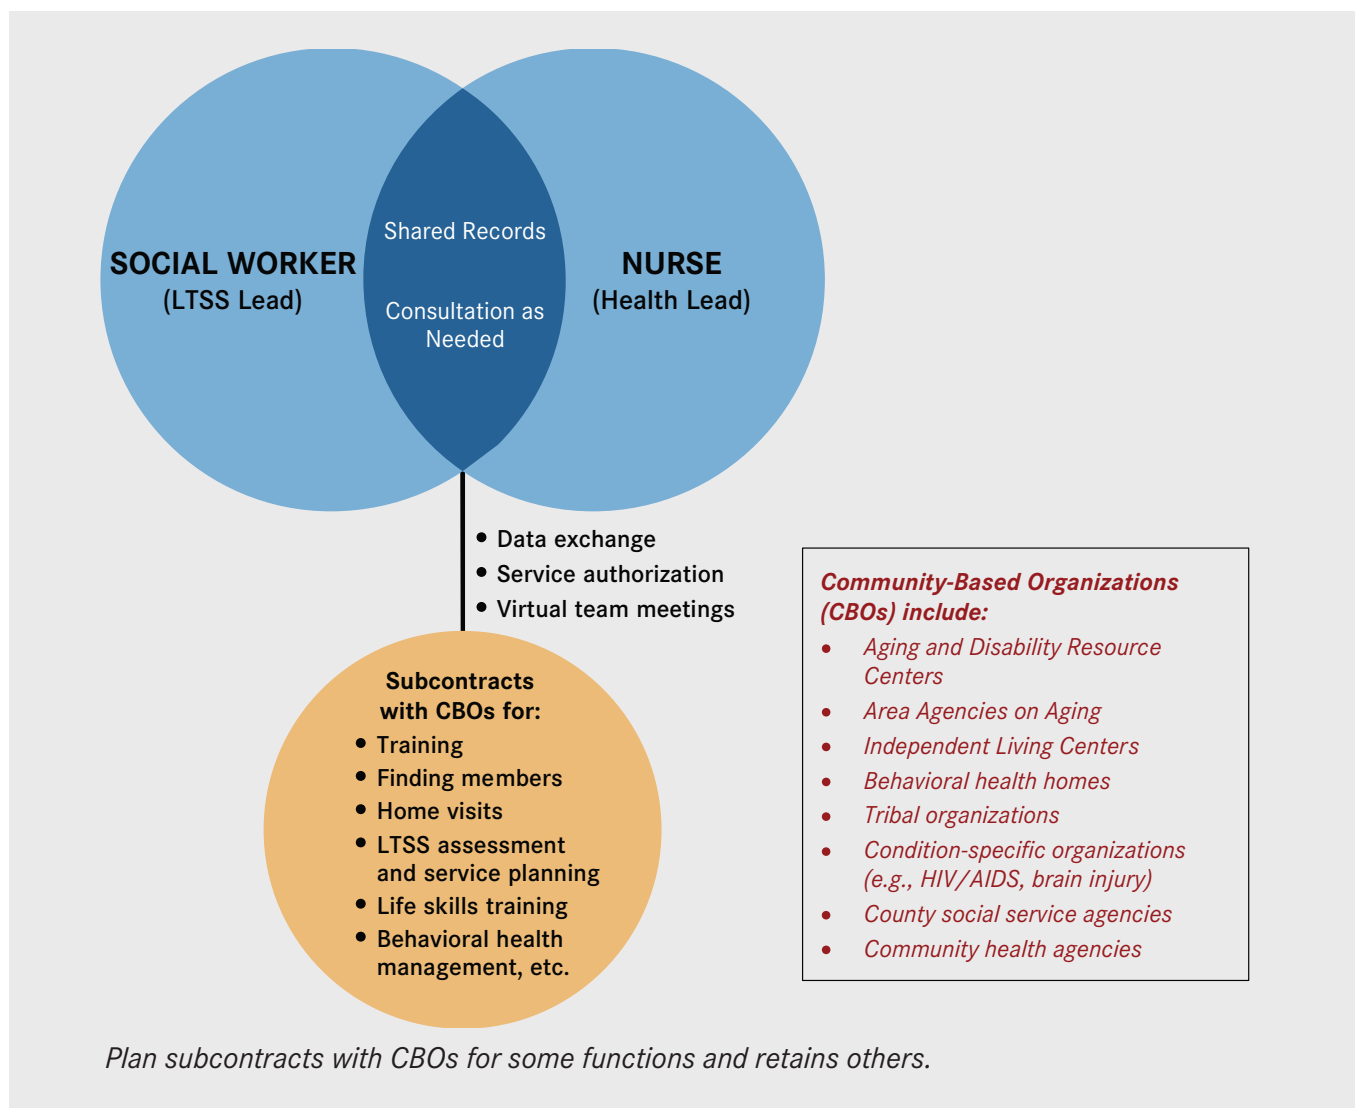 SOCIAL WORKER
(LTSS Lead)
Shared Records
Consultation as
Needed
NURSE
(Health Lead)
• Data exchange
• Service authorization
• Virtual team meetings
Subcontracts
with CBOs for:
• Training
• Finding members
• Home visits
• LTSS assessment
and service planning
• Life skills training
• Behavioral health
management, etc.
Community-Based Organizations
(CBOs) include:
• Aging and Disability Resource
Centers
• Area Agencies on Aging
• Independent Living Centers
• Behavioral health homes
• Tribal organizations
• Condition-specific organizations
(e.g., HIV/AIDS, brain injury)
• County social service agencies
• Community health agencies
Plan subcontracts with CBOs for some functions and retains others.